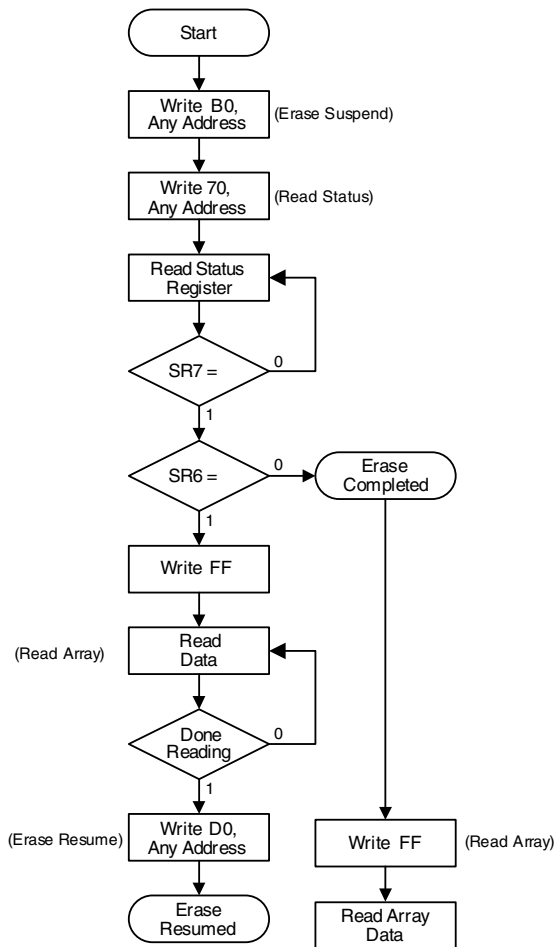 Start
Write B0,
Any Address
(Erase Suspend)
Write 70,
Any Address
(Read Status)
Read Status
Register
SR7 =
0
1
SR6 =
0
1
Erase
Completed
Write FF
(Read Array)
Read
Data
Done
Reading
0
1
(Erase Resume)
Write D0,
Any Address
Write FF
(Read Array)
Erase
Resumed
Read Array
Data